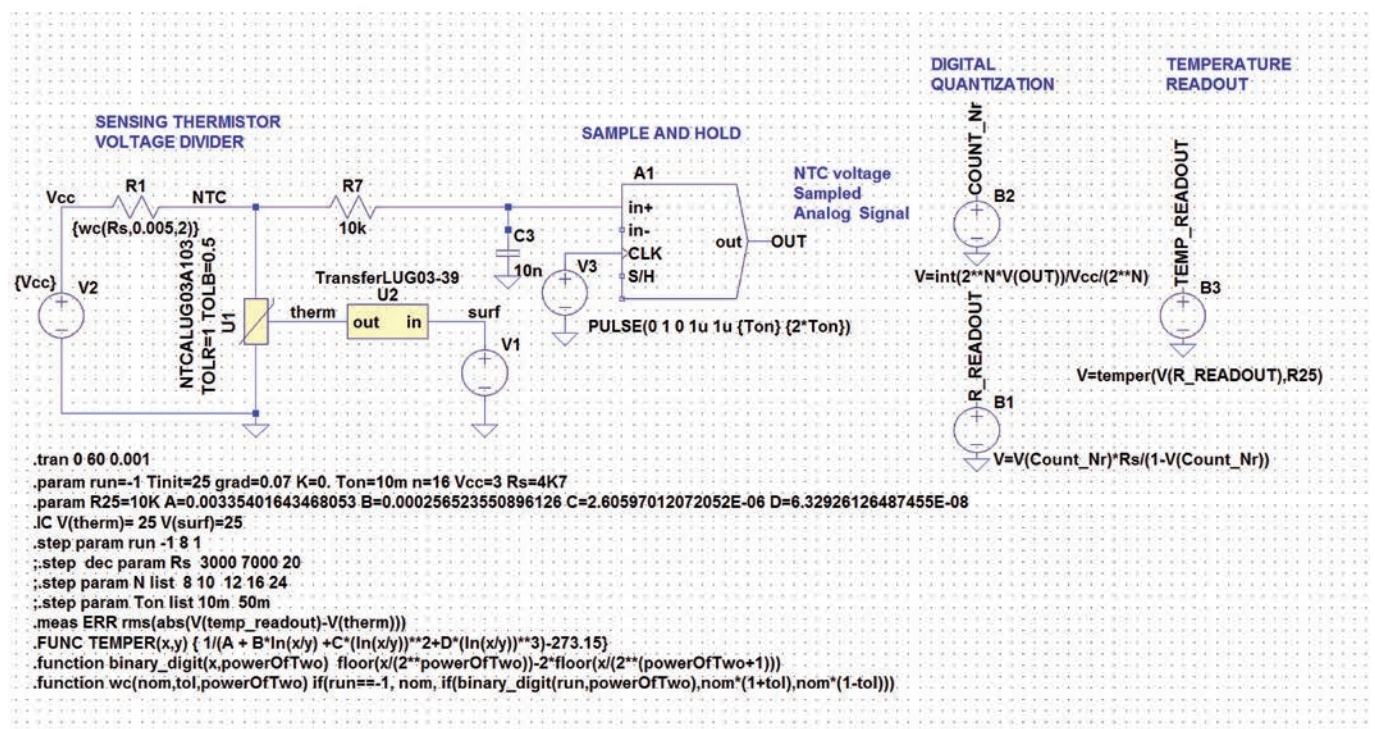 DIGITAL
QUANTIZATION
TEMPERATURE
READOUT
SENSING THERMISTOR
VOLTAGE DIVIDER
SAMPLE AND HOLD
NTC voltage
Sampled
Analog Signal
Vcc
R1
NTC
{wc(Rs,0.005,2)}
R7
10k
A1
in+
in-
CLK
S/H
out
OUT
C3
10n
V3
PULSE(0 1 0 1u 1u {Ton} {2*Ton})
{Vcc}
V2
NTCALUG03A103
TOLR=1 TOLB=0.5
U1
TransferLUG03-39
U2
therm
out
in
surf
V1
COUNT_Nr
B2
V=int(2**N*V(OUT))/Vcc/(2**N)
R_READOUT
B1
V=V(Count_Nr)*Rs/(1-V(Count_Nr))
TEMP_READOUT
B3
V=temper(V(R_READOUT),R25)
.tran 0 60 0.001
.param run=-1 Tinit=25 grad=0.07 K=0. Ton=10m n=16 Vcc=3 Rs=4K7
.param R25=10K A=0.00335401643468053 B=0.000256523550896126 C=2.60597012072052E-06 D=6.32926126487455E-08
.IC V(therm)= 25 V(surf)=25
.step param run -1 8 1
;.step dec param Rs 3000 7000 20
;.step param N list 8 10 12 16 24
;.step param Ton list 10m 50m
.meas ERR rms(abs(V(temp_readout)-V(therm)))
.FUNC TEMPER(x,y) { 1/(A + B*ln(x/y) +C*(ln(x/y))**2+D*(ln(x/y))**3)-273.15}
.function binary_digit(x,powerOfTwo) floor(x/(2**powerOfTwo))-2*floor(x/(2**(powerOfTwo+1)))
.function wc(nom,tol,powerOfTwo) if(run==-1, nom, if(binary_digit(run,powerOfTwo),nom*(1+tol),nom*(1-tol)))